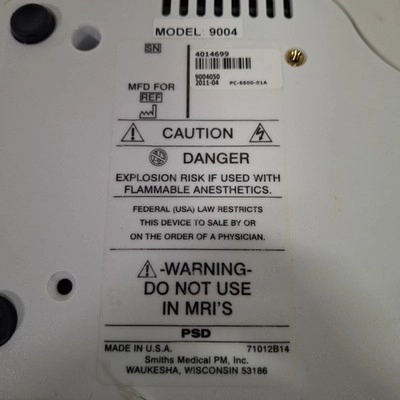 MODEL: 9004
SN 4014699
9004050
2011-04 PC-6600-01A
MFD FOR
REF
CAUTION
DANGER
EXPLOSION RISK IF USED WITH
FLAMMABLE ANESTHETICS.
FEDERAL (USA) LAW RESTRICTS
THIS DEVICE TO SALE BY OR
ON THE ORDER OF A PHYSICIAN.
-WARNING-
DO NOT USE
IN MRI'S
PSD
MADE IN U.S.A. 71012B14
Smiths Medical PM, Inc.
WAUKESHA, WISCONSIN 53186